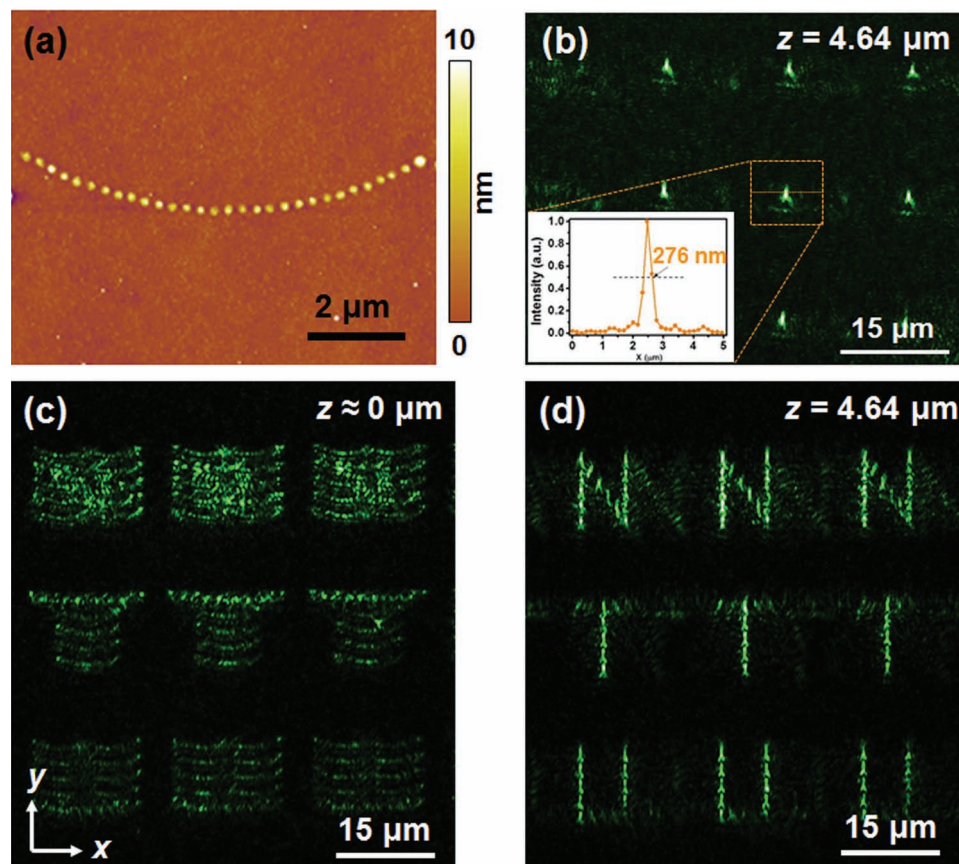 (a)
10
nm
0
2 µm
(b)
z = 4.64 µm
1.0
0.8
0.6
0.4
0.2
0.0
Intensity (a.u.)
276 nm
0 1 2 3 4 5
X (µm)
15 µm
(c)
z ≈ 0 µm
y
x
15 µm
(d)
z = 4.64 µm
N N N
T T T
U U U
15 µm